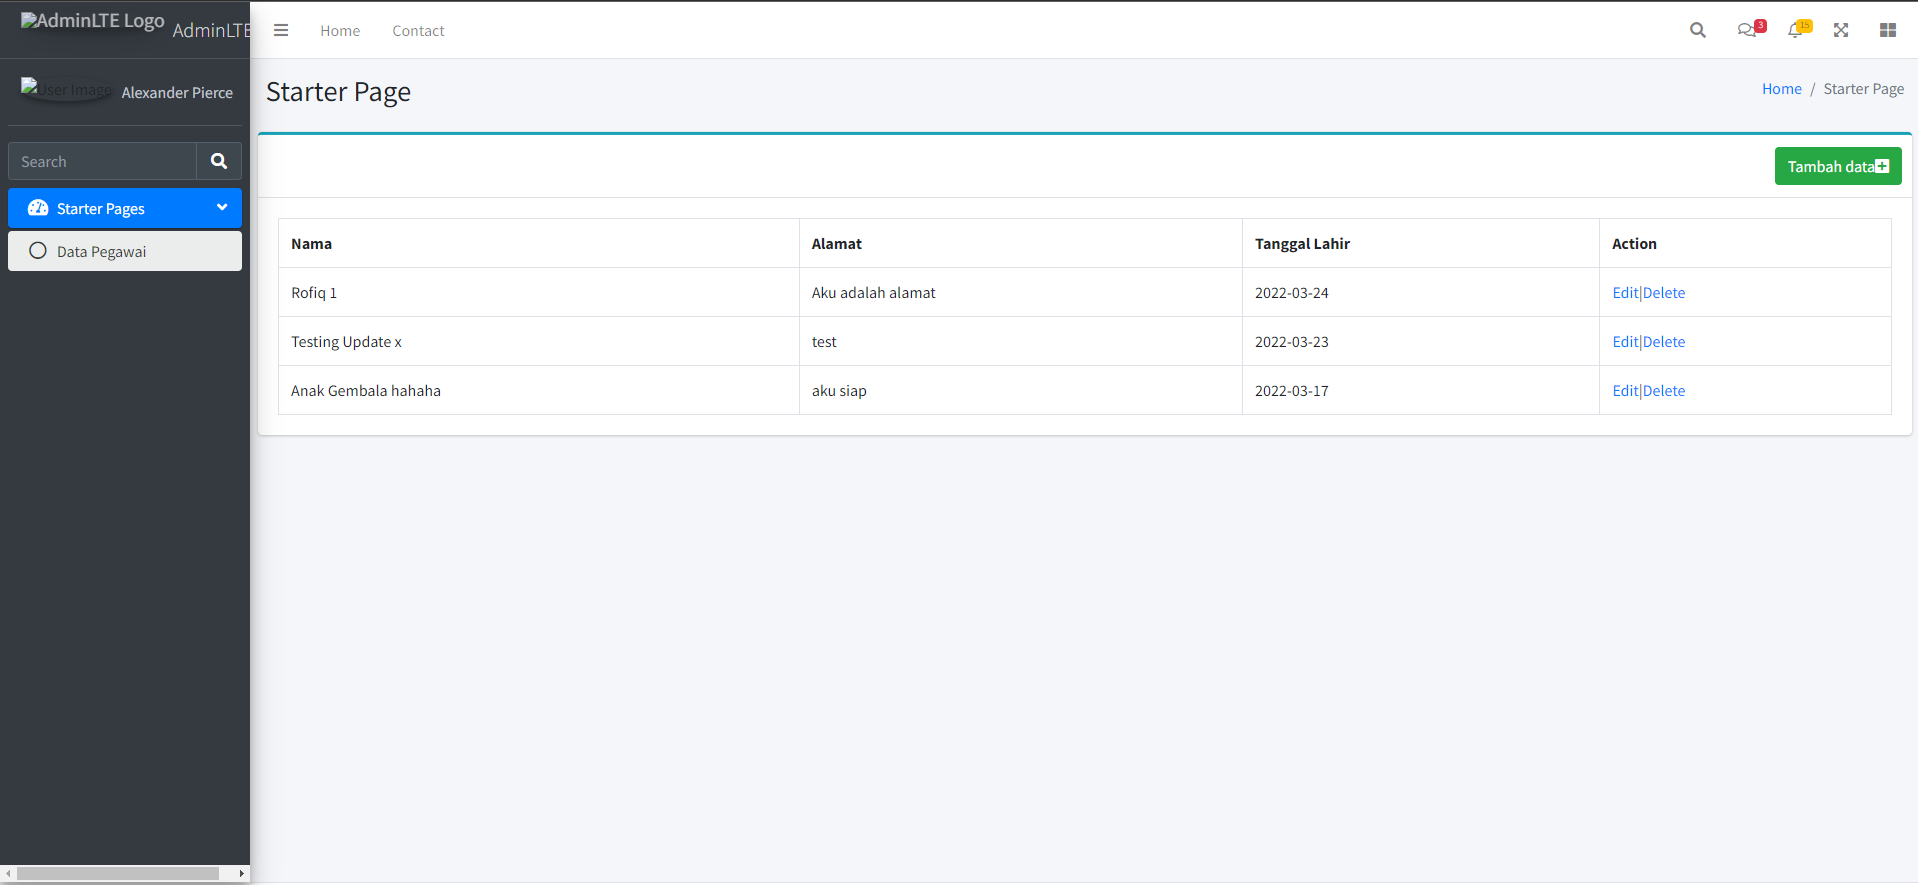 AdminLTE Logo AdminLTE
Home Contact 3 15
User Image Alexander Pierce
Starter Page
Home / Starter Page
Search
Starter Pages
Data Pegawai
Tambah data
Nama Alamat Tanggal Lahir Action
Rofiq 1 Aku adalah alamat 2022-03-24 Edit|Delete
Testing Update x test 2022-03-23 Edit|Delete
Anak Gembala hahaha aku siap 2022-03-17 Edit|Delete